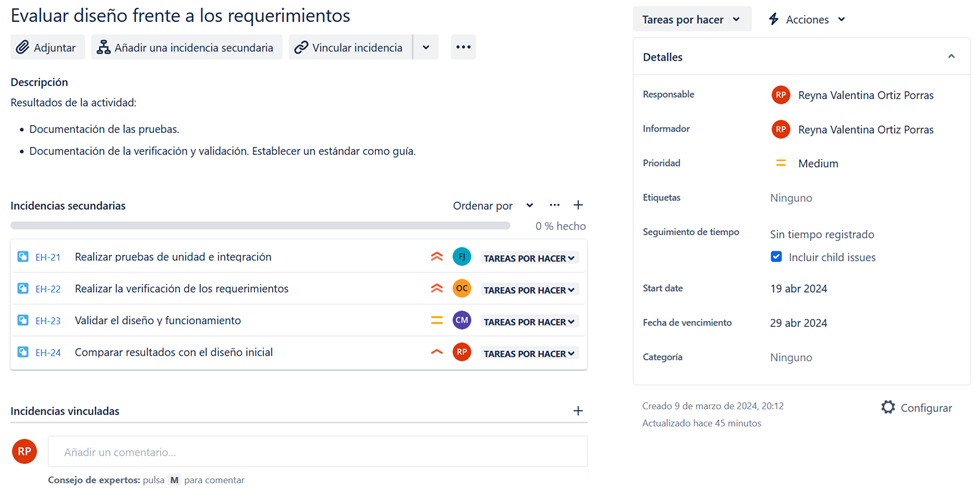 Evaluar diseño frente a los requerimientos
Adjuntar
Añadir una incidencia secundaria
Vincular incidencia
Descripción
Resultados de la actividad:
• Documentación de las pruebas.
• Documentación de la verificación y validación. Establecer un estándar como guía.
Incidencias secundarias
Ordenar por
0 % hecho
EH-21 Realizar pruebas de unidad e integración FJ TAREAS POR HACER
EH-22 Realizar la verificación de los requerimientos OC TAREAS POR HACER
EH-23 Validar el diseño y funcionamiento CM TAREAS POR HACER
EH-24 Comparar resultados con el diseño inicial RP TAREAS POR HACER
Incidencias vinculadas
RP Añadir un comentario...
Consejo de expertos: pulsa M para comentar
Tareas por hacer
Acciones
Detalles
Responsable RP Reyna Valentina Ortiz Porras
Informador RP Reyna Valentina Ortiz Porras
Prioridad Medium
Etiquetas Ninguno
Seguimiento de tiempo Sin tiempo registrado
Incluir child issues
Start date 19 abr 2024
Fecha de vencimiento 29 abr 2024
Categoría Ninguno
Creado 9 de marzo de 2024, 20:12
Actualizado hace 45 minutos
Configurar